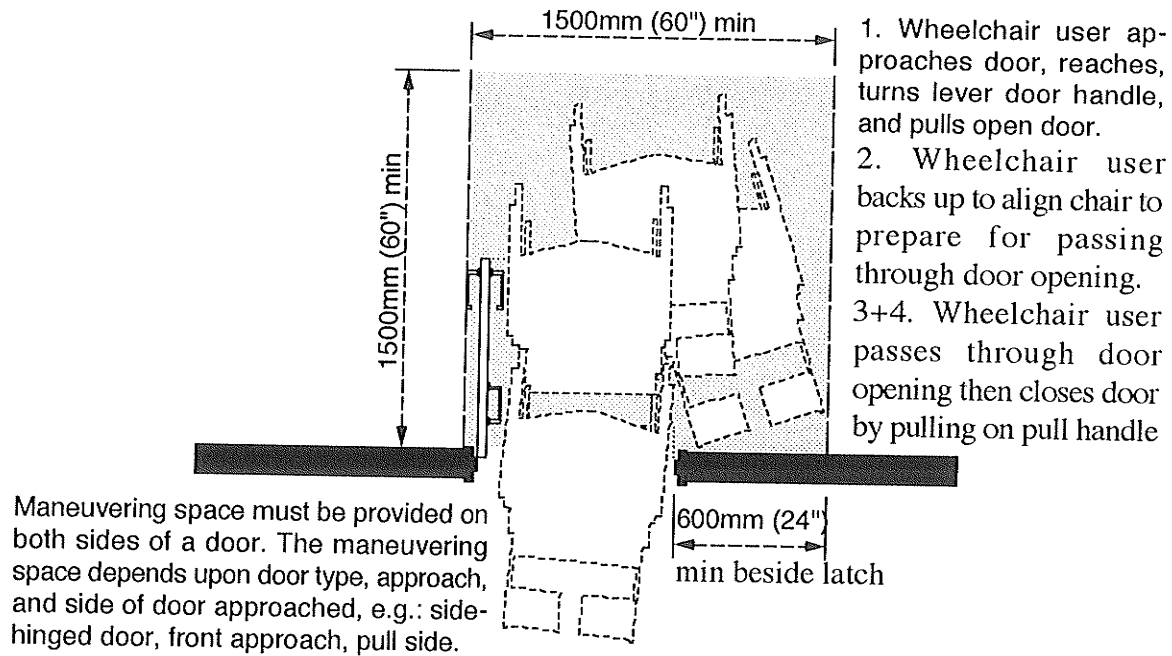 1500mm (60") min
1500mm (60") min
1. Wheelchair user ap-
proaches door, reaches,
turns lever door handle,
and pulls open door.
2. Wheelchair user
backs up to align chair to
prepare for passing
through door opening.
3+4. Wheelchair user
passes through door
opening then closes door
by pulling on pull handle
Maneuvering space must be provided on
both sides of a door. The maneuvering
space depends upon door type, approach,
and side of door approached, e.g.: side-
hinged door, front approach, pull side.
600mm (24")
min beside latch